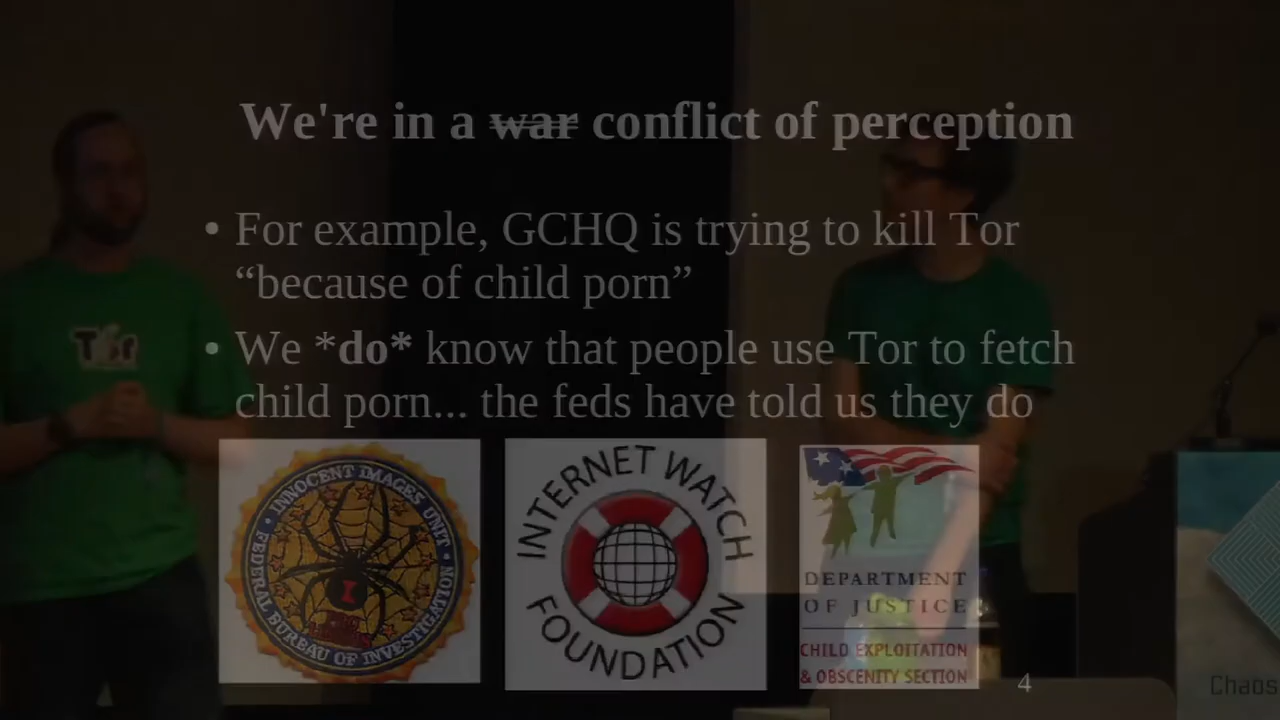 We're in a war conflict of perception
• For example, GCHQ is trying to kill Tor
“because of child porn”
• We *do* know that people use Tor to fetch
child porn... the feds have told us they do
Tor
INNOCENT IMAGES UNIT
FEDERAL BUREAU OF INVESTIGATION
INTERNET WATCH
FOUNDATION
DEPARTMENT
OF JUSTICE
CHILD EXPLOITATION
& OBSCENITY SECTION
4
Chaos